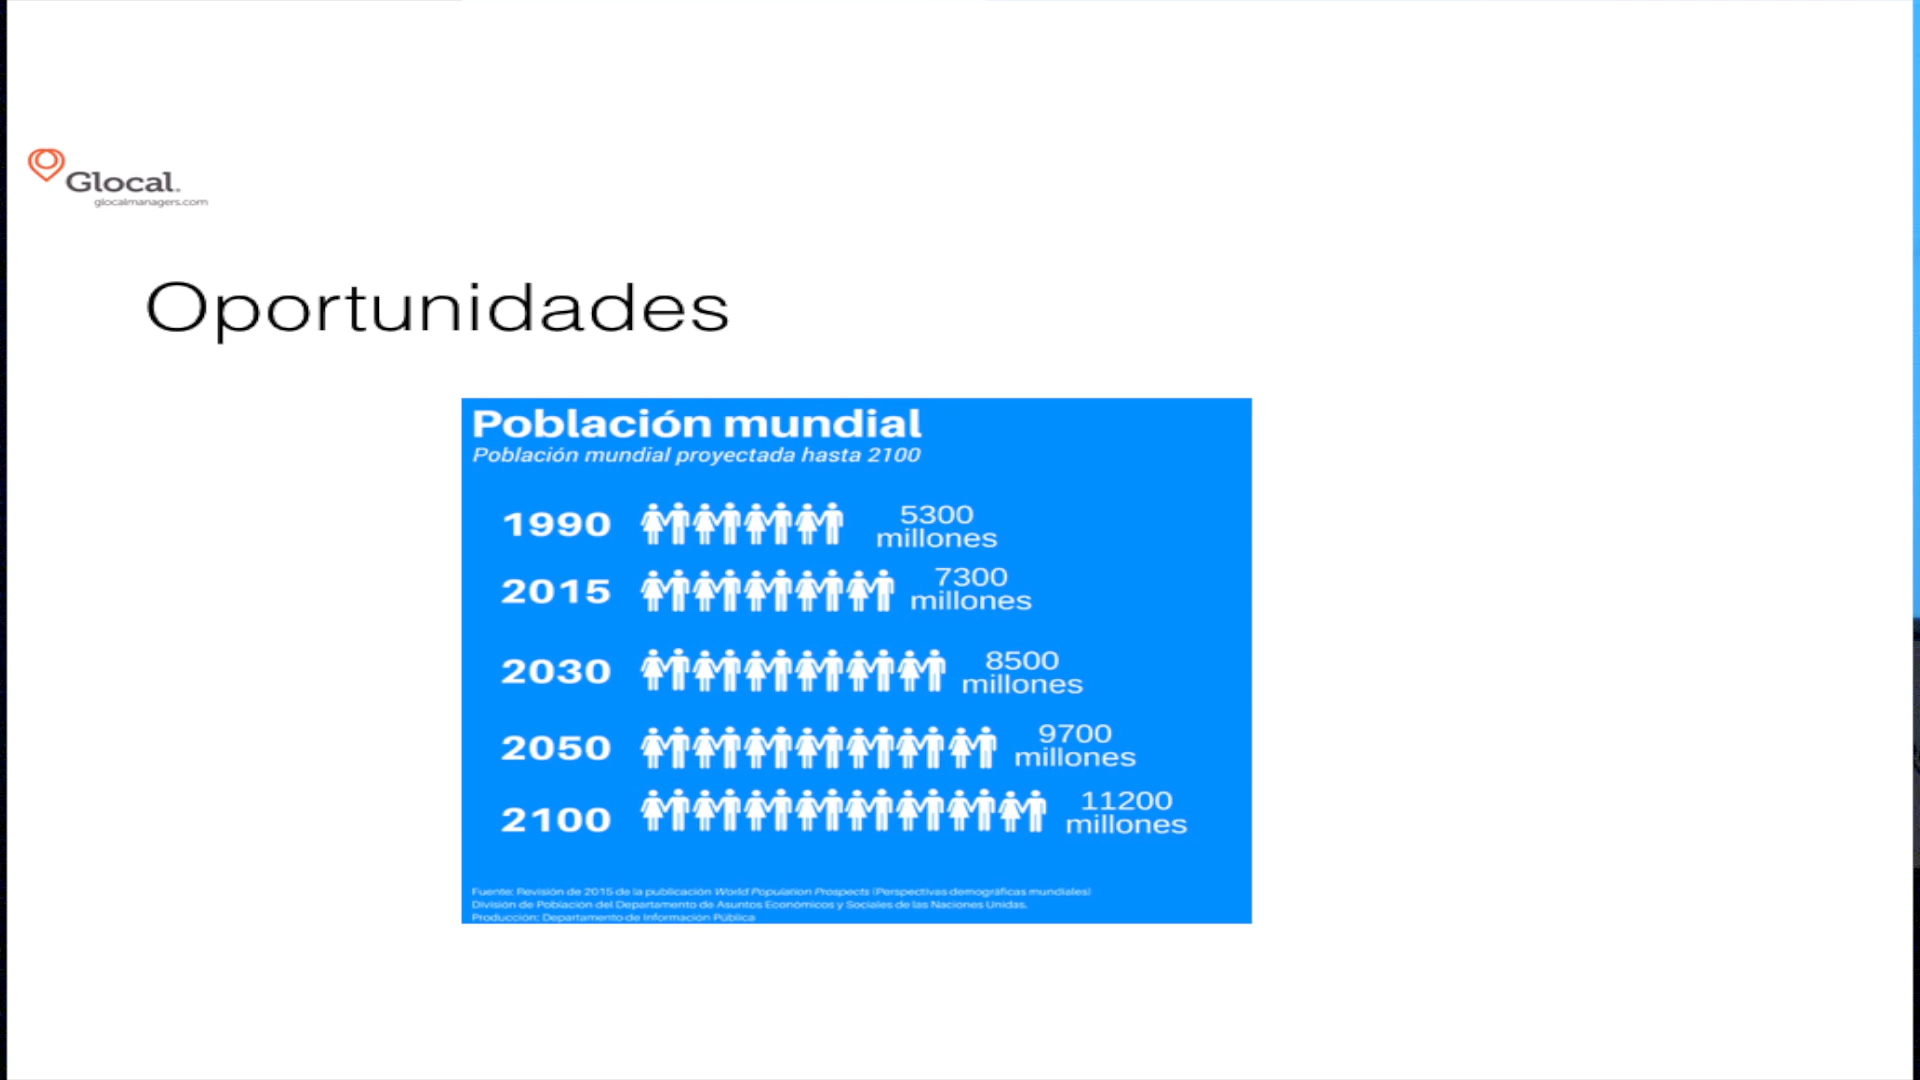 Glocal.
glocalmanagers.com
Oportunidades
Población mundial
Población mundial proyectada hasta 2100
1990
5300
millones
2015
7300
millones
2030
8500
millones
2050
9700
millones
2100
11200
millones
Fuente: Revisión de 2015 de la publicación World Population Prospects (Perspectivas demográficas mundiales)
División de Población del Departamento de Asuntos Económicos y Sociales de las Naciones Unidas.
Producción: Departamento de Información Pública